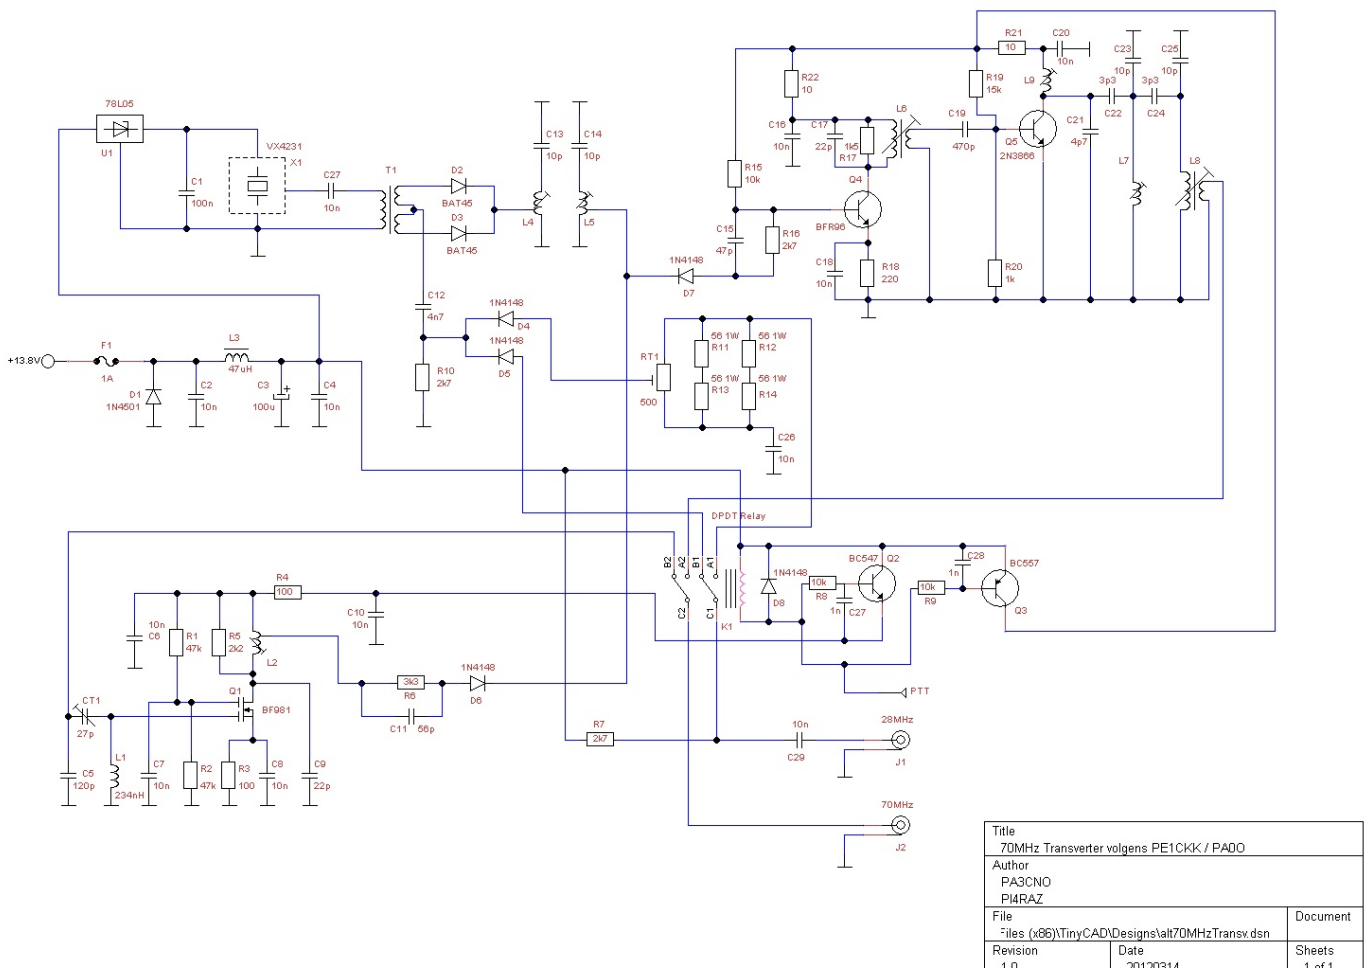 78L05
U1
C1
100n
VX4231
X1
C27
10n
T1
D2
BAT45
D3
BAT45
C13
10p
C14
10p
L4
L5
R15
10k
C15
47p
R16
2k7
1N4148
D7
R22
10
C16
10n
C17
22p
1k5
R17
L6
Q4
BFR96
C18
10n
R18
220
C19
470p
R19
15k
R21
10
C20
10n
L9
Q5
2N3866
R20
1k
C21
4p7
3p3
C22
C23
10p
3p3
C24
C25
10p
L7
L8
+13.8V
F1
1A
D1
1N4501
C2
10n
L3
47uH
C3
100u
+
C4
10n
C12
4n7
R10
2k7
1N4148
D4
1N4148
D5
RT1
500
56 1W
R11
56 1W
R12
56 1W
R13
56 1W
R14
C26
10n
DPDT Relay
B2
A2
B1
A1
C2
C1
K1
1N4148
D8
10k
R8
1n
C27
BC547
Q2
10k
R9
C28
1n
BC557
Q3
PTT
R4
100
C10
10n
10n
C6
R1
47k
R5
2k2
L2
Q1
BF981
CT1
27p
C5
120p
L1
234nH
C7
10n
R2
47k
R3
100
C8
10n
C9
22p
3k3
R6
C11
56p
1N4148
D6
R7
2k7
10n
C29
28MHz
J1
70MHz
J2
Title
70MHz Transverter volgens PE1CKK / PA0O
Author
PA3CNO
PI4RAZ
File
Files (x86)\TinyCAD\Designs\alt70MHzTransv.dsn
Document
Revision
1.0
Date
20120314
Sheets
1 of 1